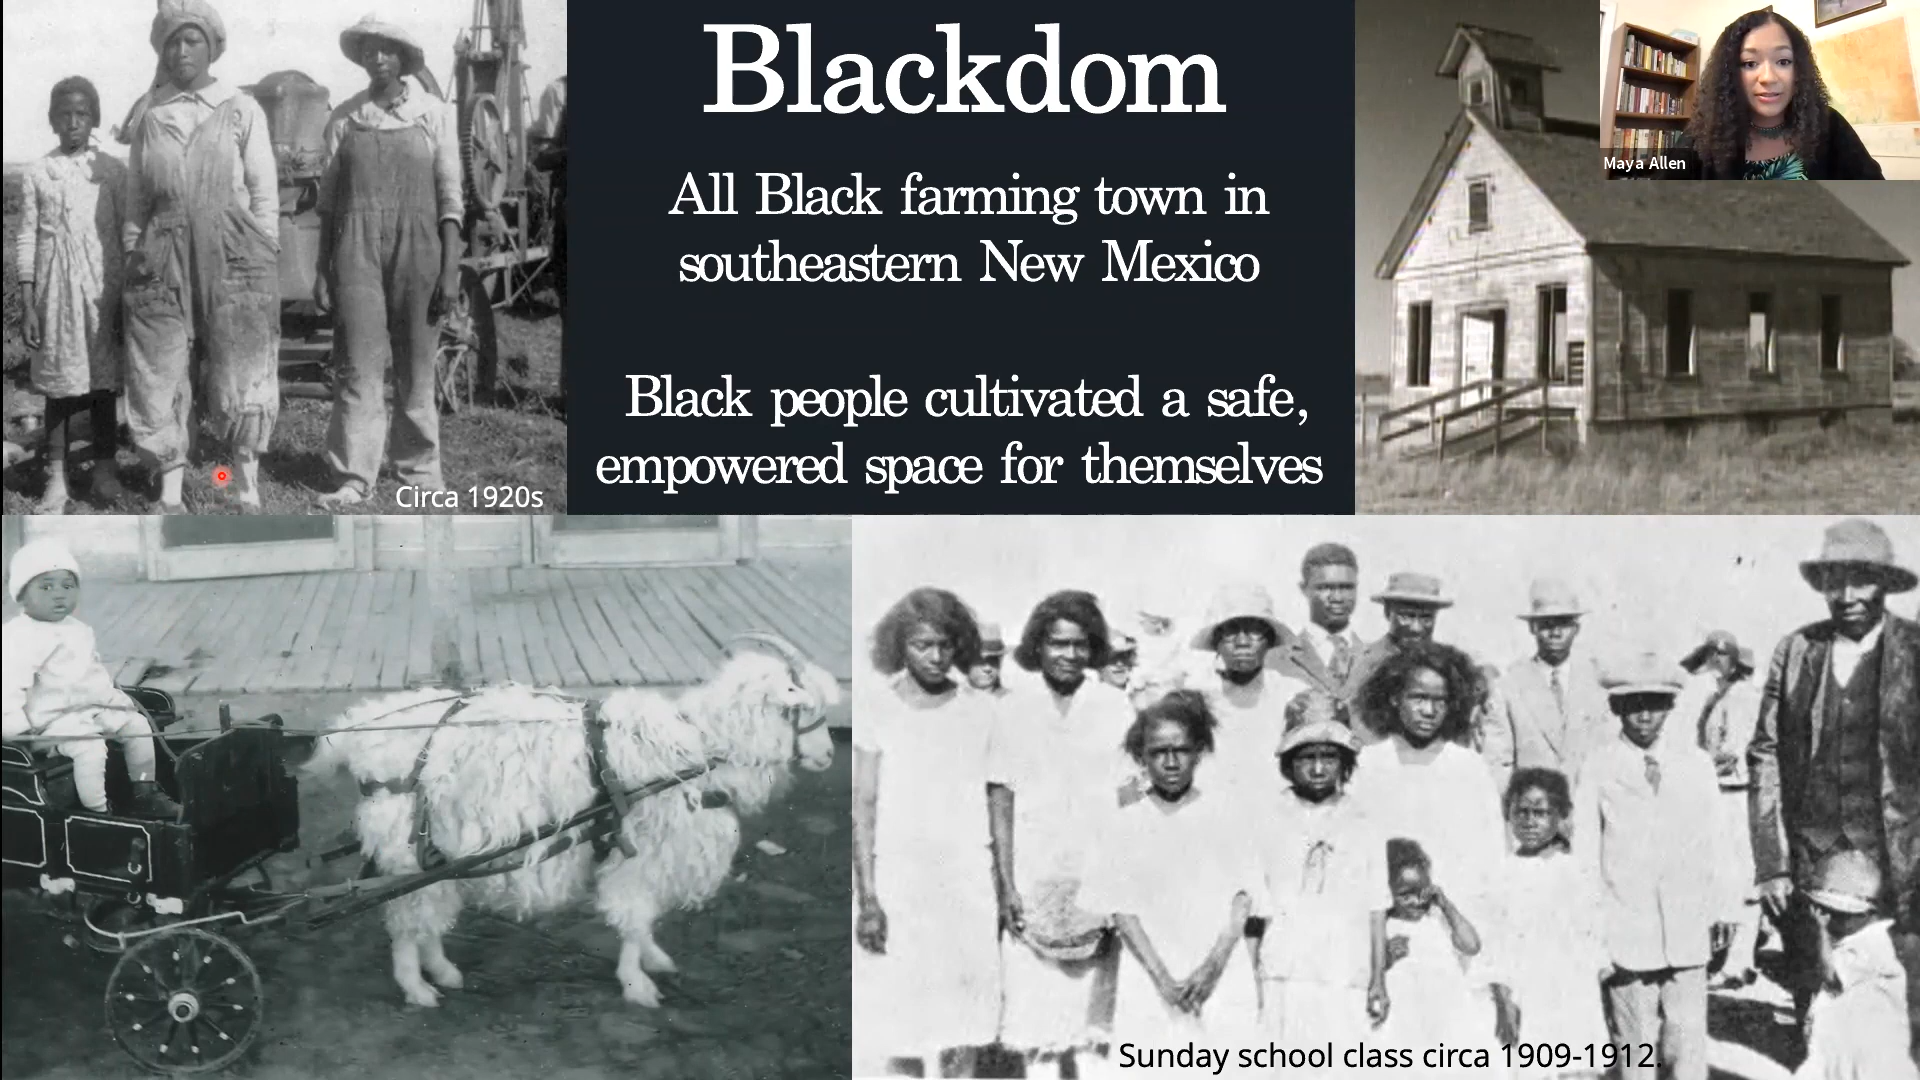 Blackdom
All Black farming town in
southeastern New Mexico
Black people cultivated a safe,
empowered space for themselves
Maya Allen
Circa 1920s
Sunday school class circa 1909-1912.